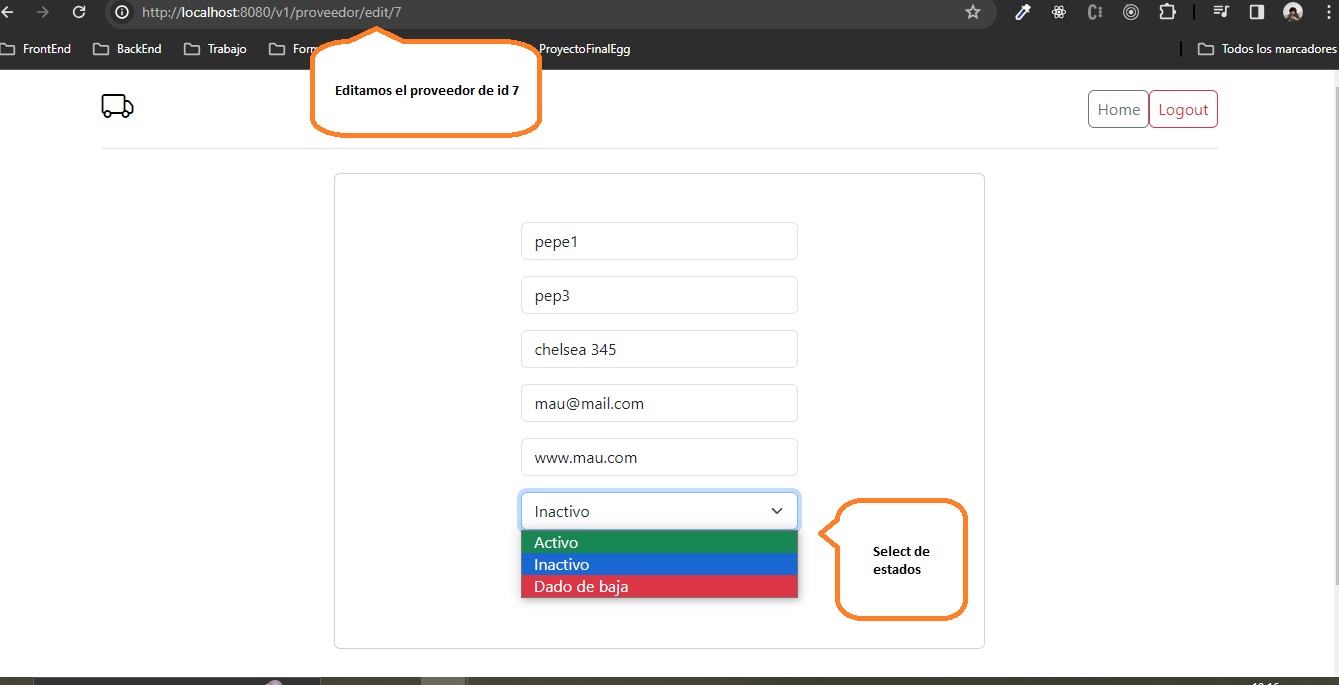 http://localhost:8080/v1/proveedor/edit/7
FrontEnd
BackEnd
Trabajo
ProyectoFinalEgg
Todos los marcadores
Editamos el proveedor de id 7
Home
Logout
pepe1
pep3
chelsea 345
mau@mail.com
www.mau.com
Inactivo
Activo
Inactivo
Dado de baja
Select de
estados